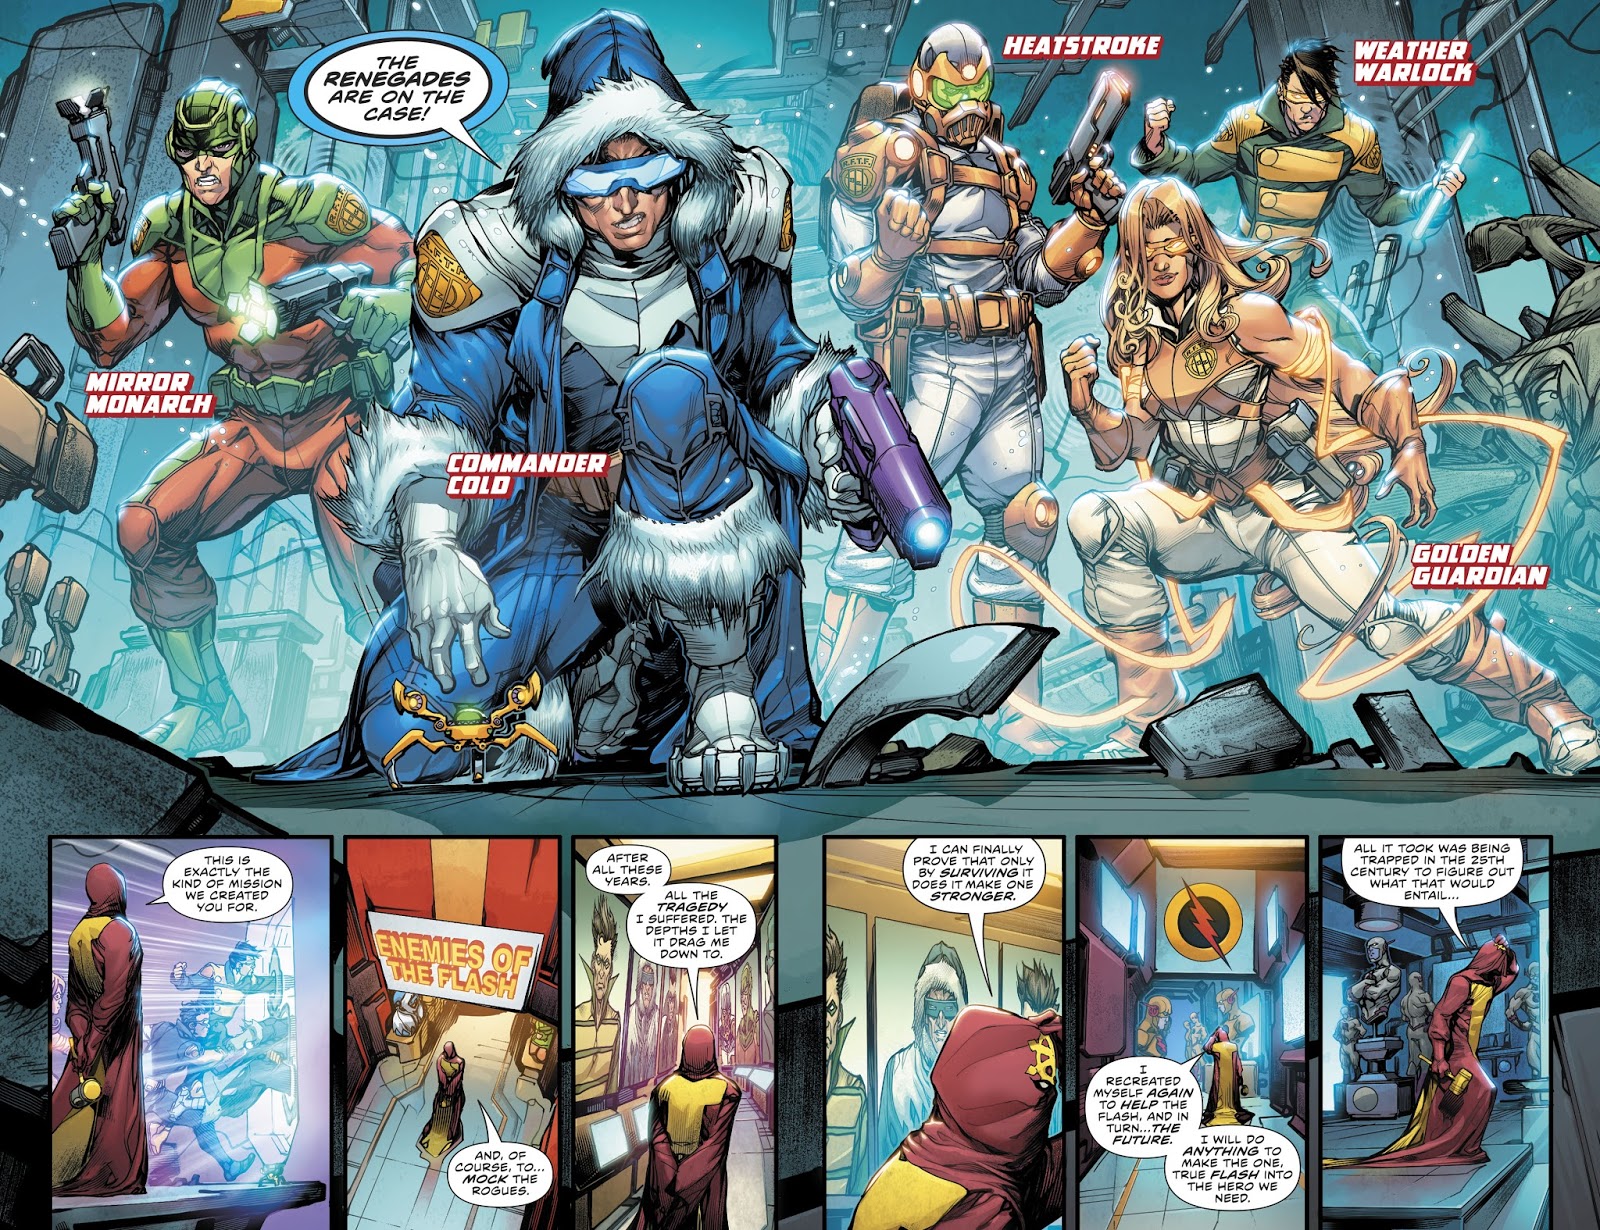 THE
RENEGADES
ARE ON THE
CASE!
HEATSTROKE
WEATHER
WARLOCK
R.F.T.F.
R.F.T.F.
R.F.T.F.
R.F.T.F.
MIRROR
MONARCH
COMMANDER
COLD
GOLDEN
GUARDIAN
THIS IS
EXACTLY THE
KIND OF MISSION
WE CREATED
YOU FOR.
ENEMIES OF
THE FLASH
AND, OF
COURSE, TO...
MOCK THE
ROGUES.
AFTER
ALL THESE
YEARS.
ALL THE
TRAGEDY
I SUFFERED. THE
DEPTHS I LET
IT DRAG ME
DOWN TO.
I CAN FINALLY
PROVE THAT ONLY
BY SURVIVING IT
DOES IT MAKE ONE
STRONGER.
I
RECREATED
MYSELF AGAIN
TO HELP THE
FLASH, AND IN
TURN...THE
FUTURE.
I WILL DO
ANYTHING TO
MAKE THE ONE,
TRUE FLASH INTO
THE HERO WE
NEED.
ALL IT TOOK WAS BEING
TRAPPED IN THE 25TH
CENTURY TO FIGURE OUT
WHAT THAT WOULD
ENTAIL...